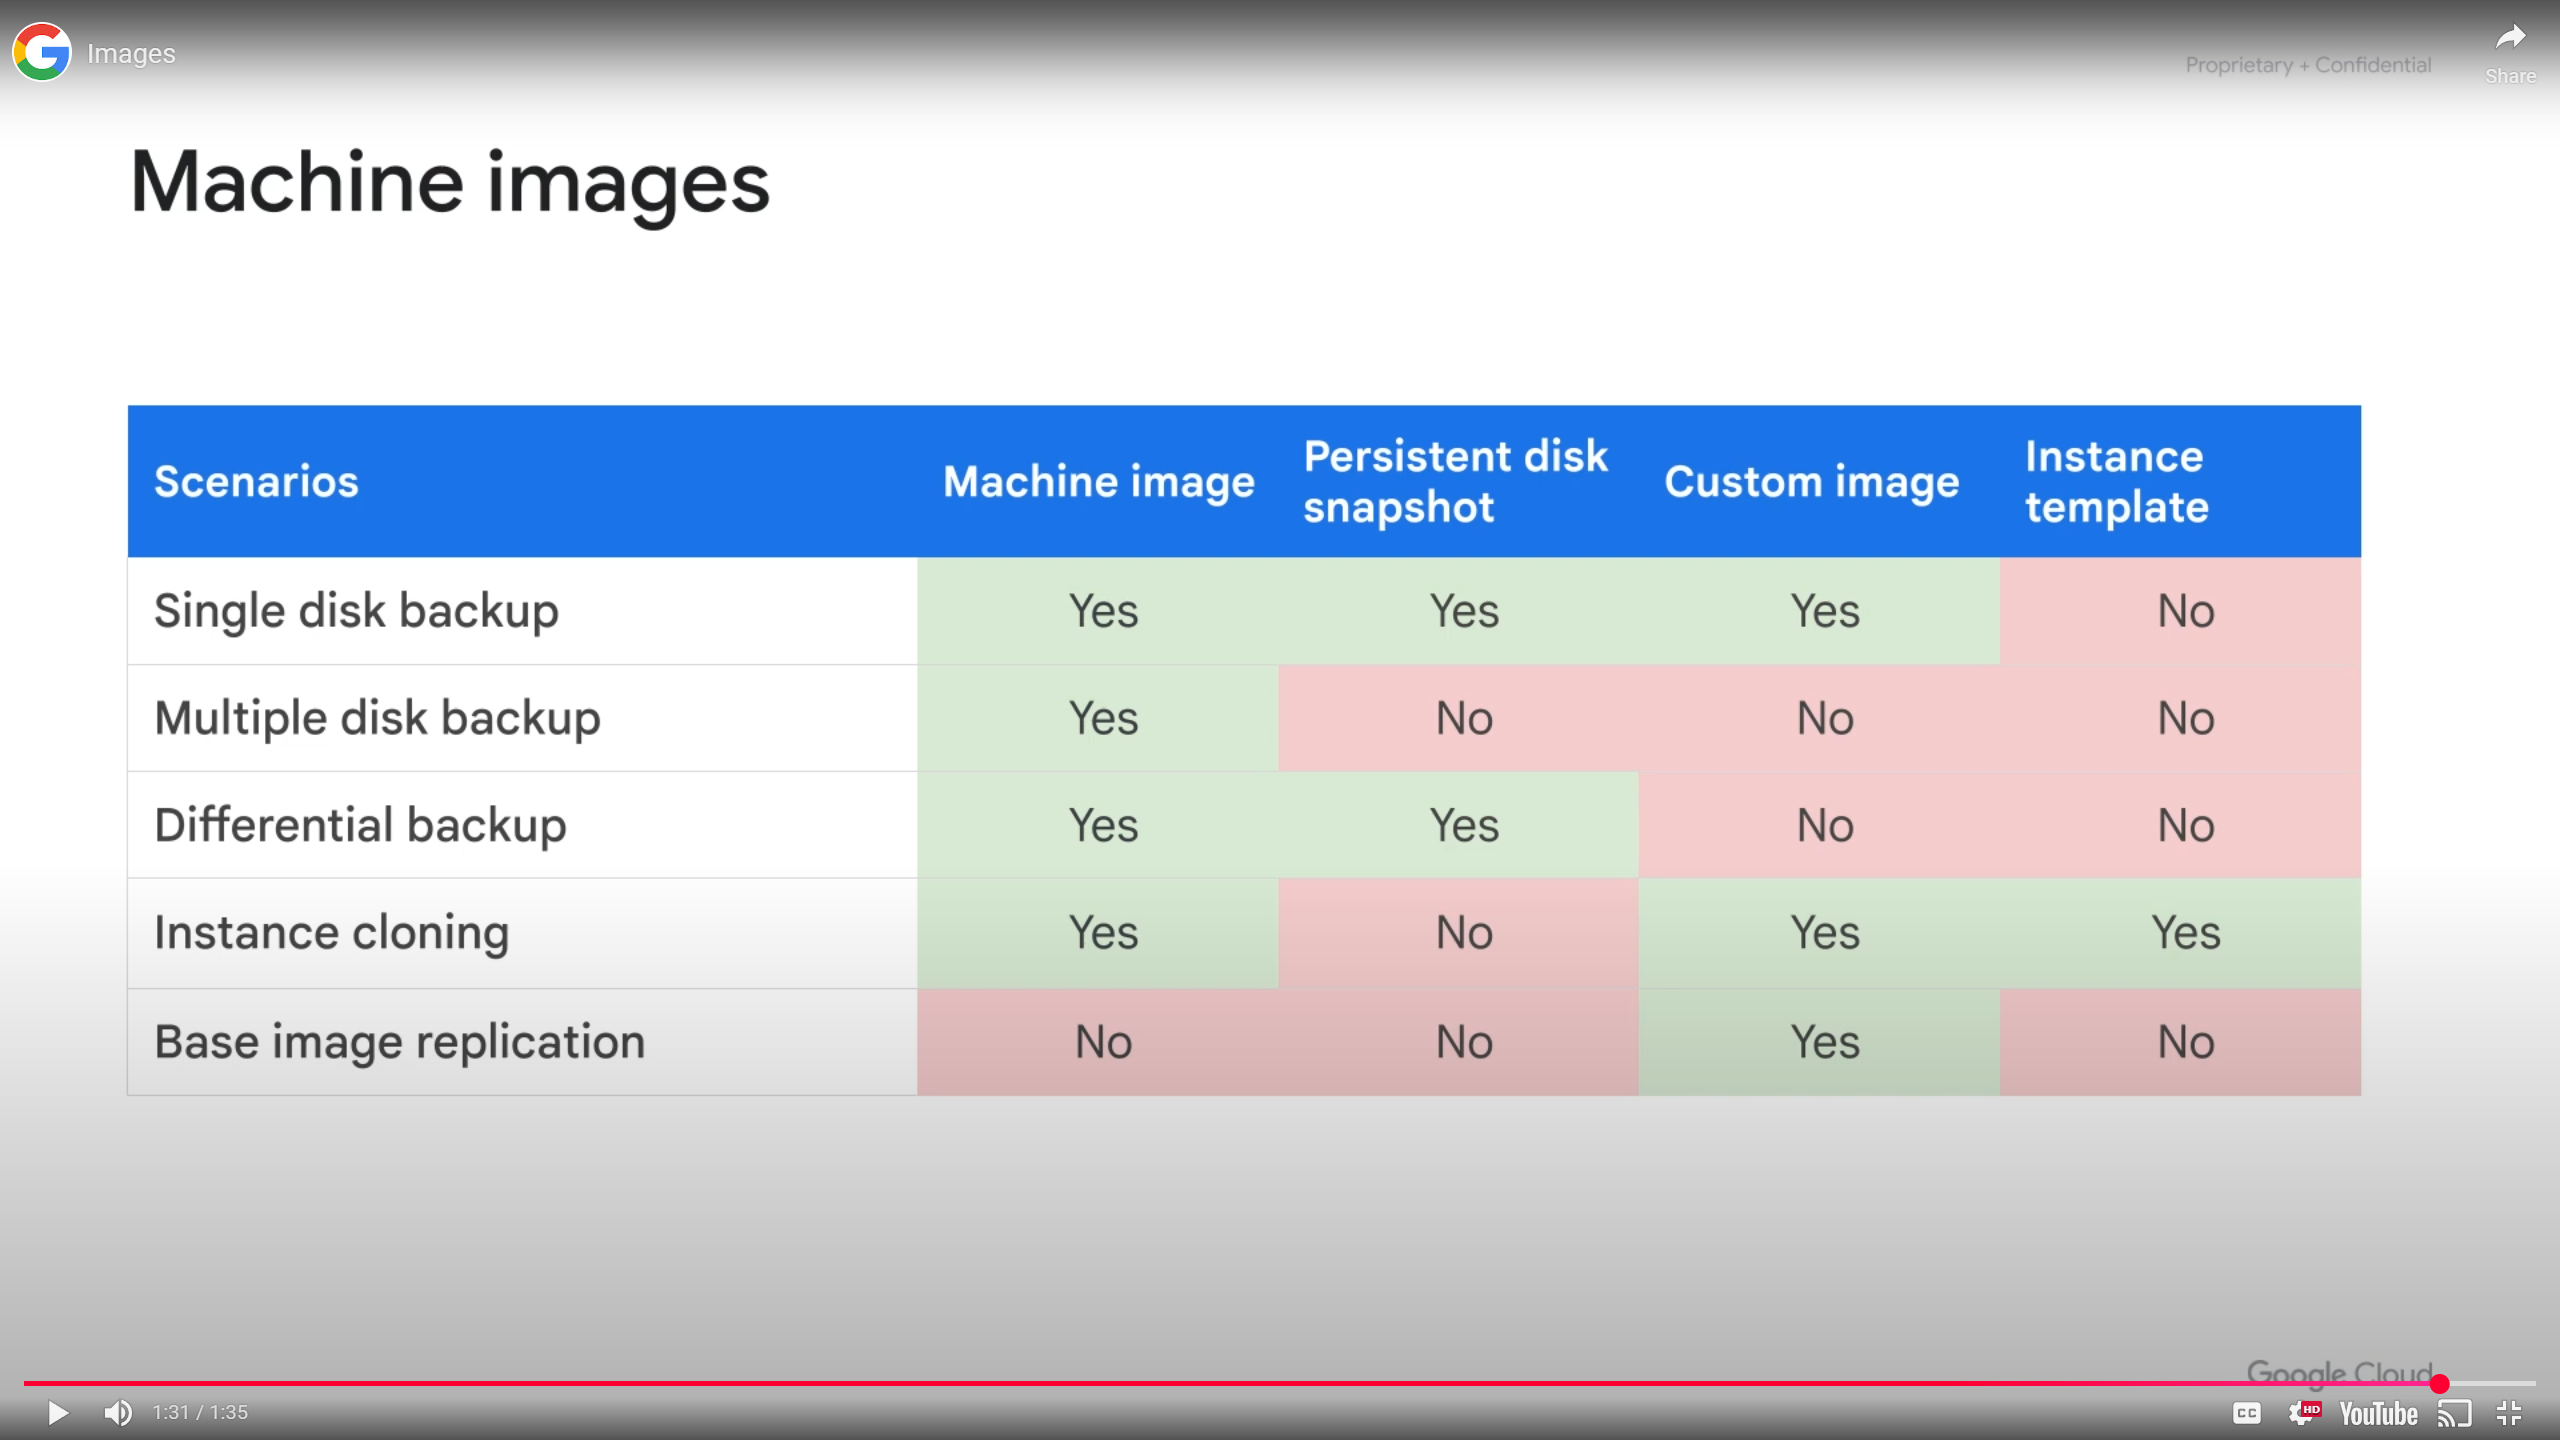 Images
Proprietary + Confidential
Share
Machine images
Scenarios Machine image Persistent disk snapshot Custom image Instance template
Single disk backup Yes Yes Yes No
Multiple disk backup Yes No No No
Differential backup Yes Yes No No
Instance cloning Yes No Yes Yes
Base image replication No No Yes No
Google Cloud
1:31 / 1:35
CC
HD
YouTube